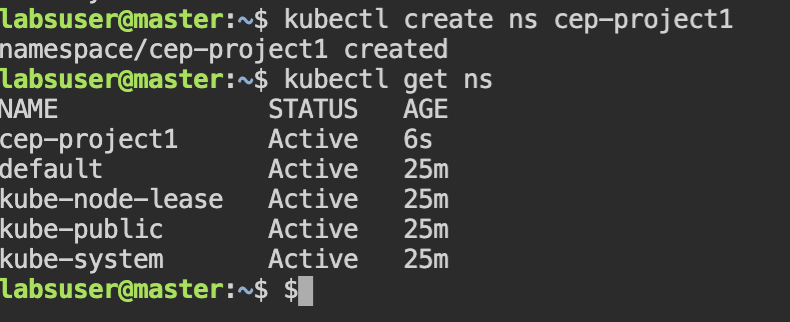 labsuser@master:~$ kubectl create ns cep-project1
namespace/cep-project1 created
labsuser@master:~$ kubectl get ns
NAME              STATUS   AGE
cep-project1      Active   6s
default           Active   25m
kube-node-lease   Active   25m
kube-public       Active   25m
kube-system       Active   25m
labsuser@master:~$ $